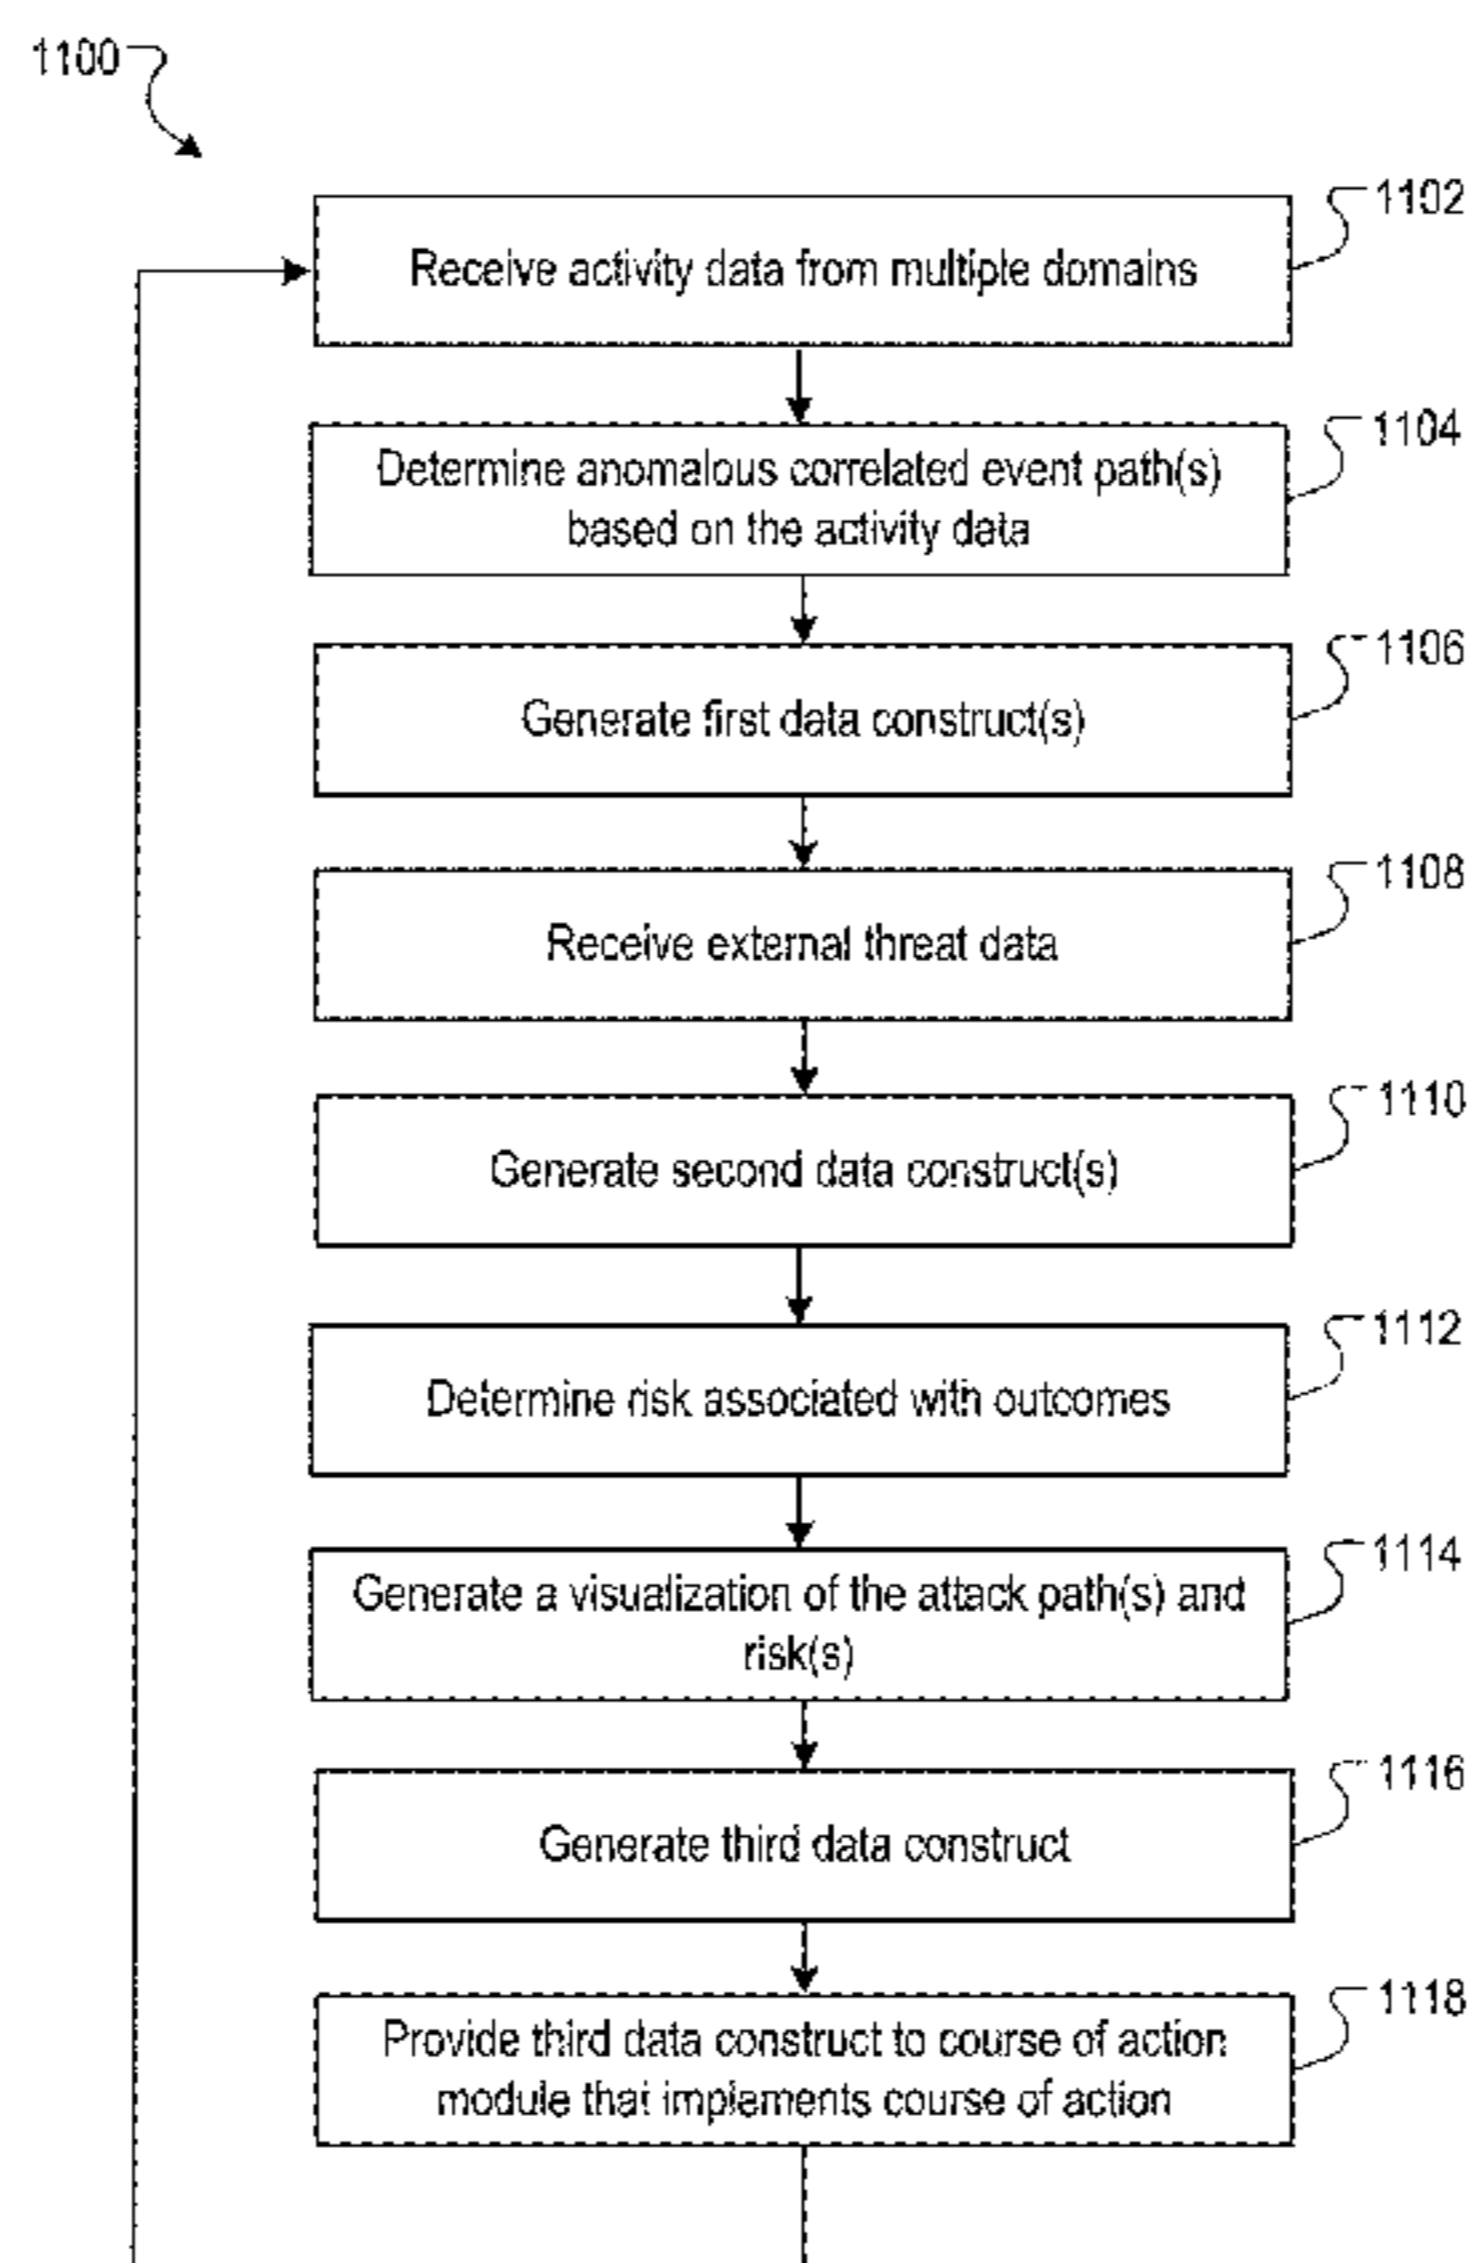 1100
1102
Receive activity data from multiple domains
1104
Determine anomalous correlated event path(s)
based on the activity data
1106
Generate first data construct(s)
1108
Receive external threat data
1110
Generate second data construct(s)
1112
Determine risk associated with outcomes
1114
Generate a visualization of the attack path(s) and
risk(s)
1116
Generate third data construct
1118
Provide third data construct to course of action
module that implements course of action